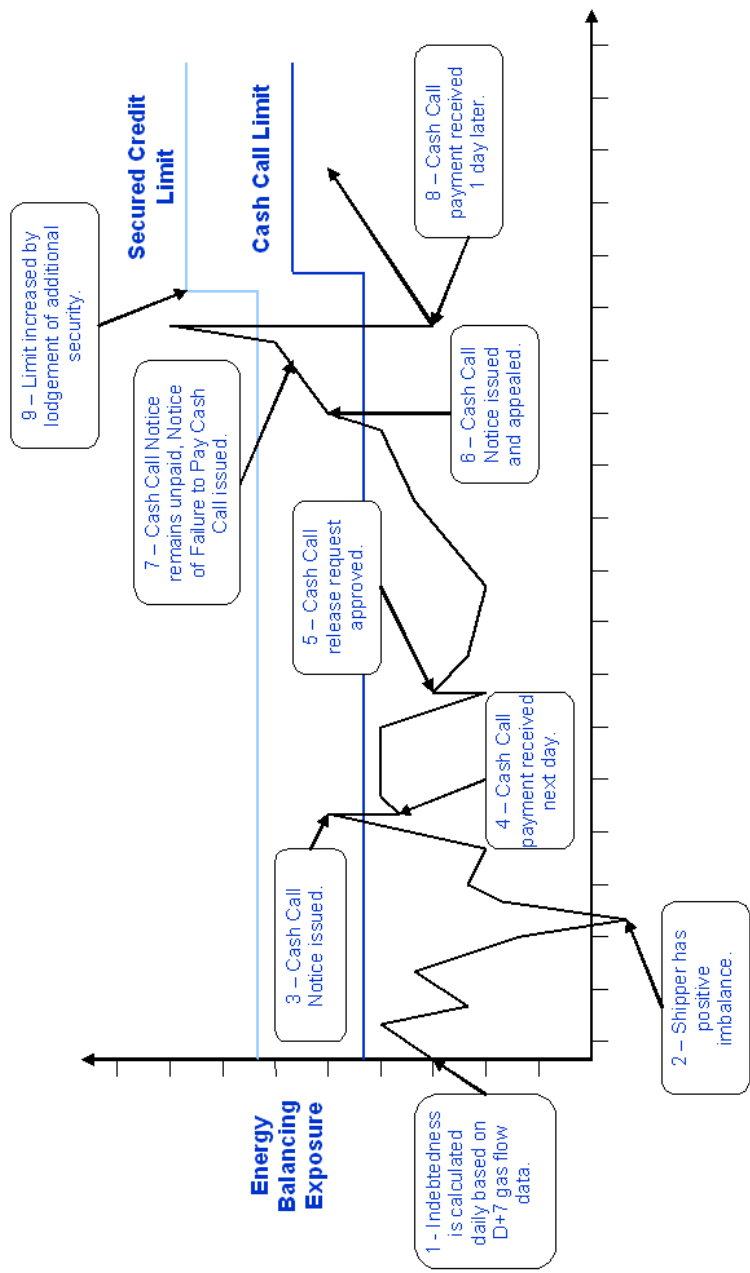 Energy
Balancing
Exposure
1 - Indebtedness
is calculated
daily based on
D+7 gas flow
data.
2 – Shipper has
positive
imbalance.
3 – Cash Call
Notice issued.
4 – Cash Call
payment received
next day.
5 – Cash Call
release request
approved.
6 – Cash Call
Notice issued
and appealed.
7 – Cash Call Notice
remains unpaid, Notice
of Failure to Pay Cash
Call issued.
8 – Cash Call
payment received
1 day later.
9 – Limit increased by
lodgement of additional
security.
Secured Credit
Limit
Cash Call Limit